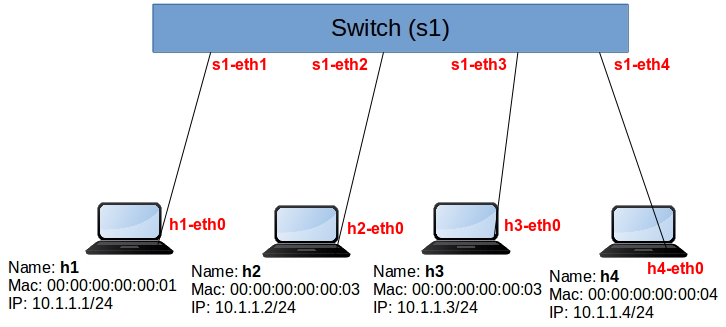 Switch (s1)
s1-eth1
s1-eth2
s1-eth3
s1-eth4
h1-eth0
h2-eth0
h3-eth0
h4-eth0
Name: h1
Mac: 00:00:00:00:00:01
IP: 10.1.1.1/24
Name: h2
Mac: 00:00:00:00:00:03
IP: 10.1.1.2/24
Name: h3
Mac: 00:00:00:00:00:03
IP: 10.1.1.3/24
Name: h4
Mac: 00:00:00:00:00:04
IP: 10.1.1.4/24